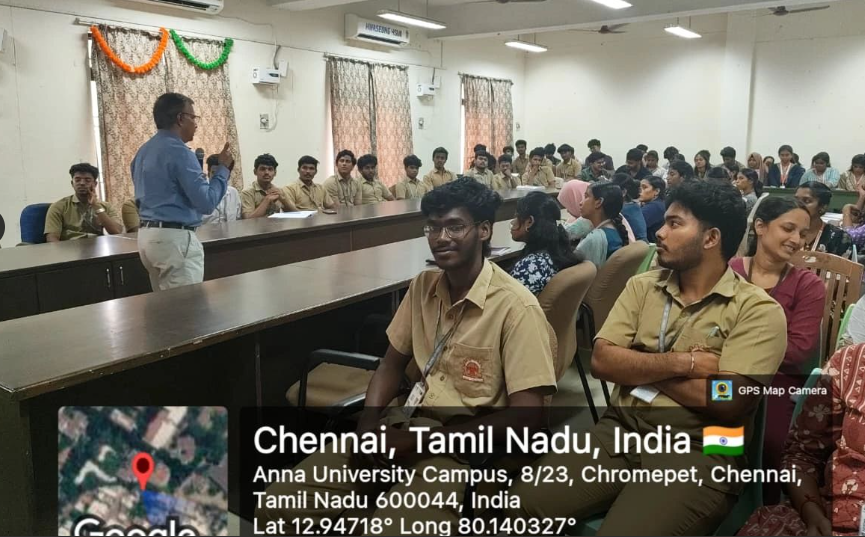 GPS Map Camera
Chennai, Tamil Nadu, India 🇮🇳
Anna University Campus, 8/23, Chromepet, Chennai,
Tamil Nadu 600044, India
Lat 12.94718° Long 80.140327°
Google